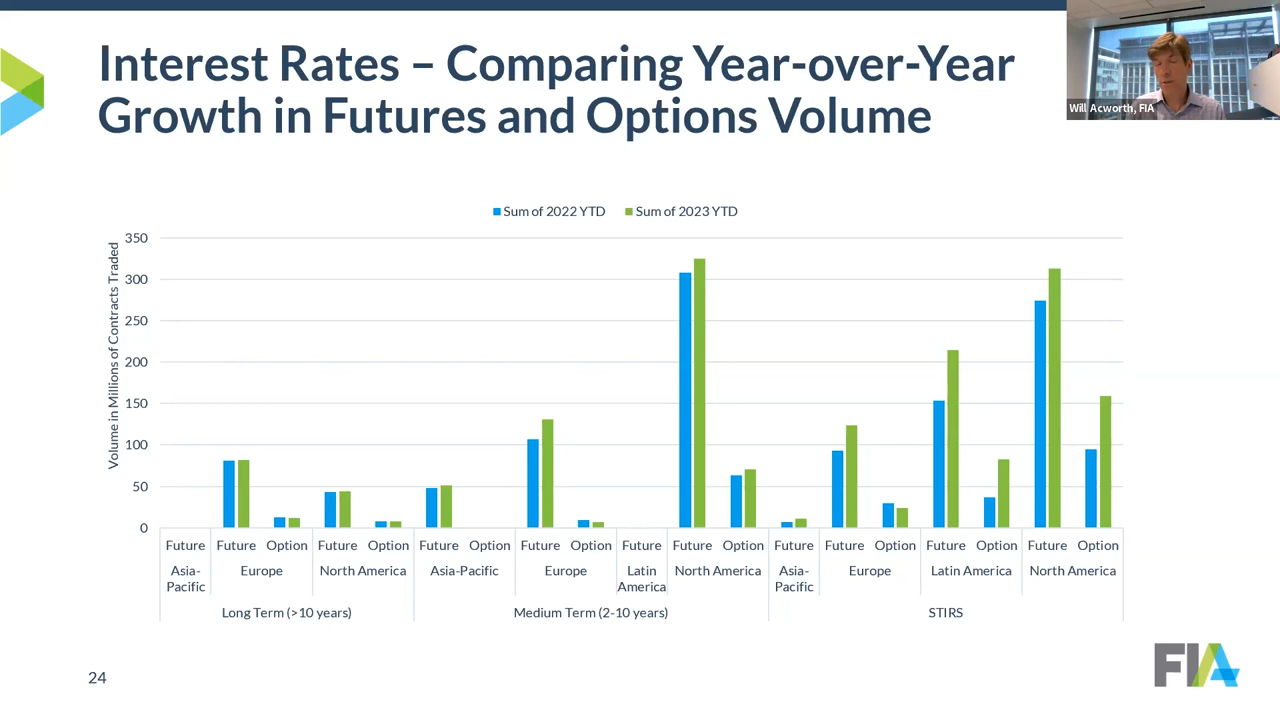 Interest Rates – Comparing Year-over-Year
Growth in Futures and Options Volume
Will Acworth, FIA
Sum of 2022 YTD Sum of 2023 YTD
Volume in Millions of Contracts Traded
350
300
250
200
150
100
50
0
Future Future Option Future Option Future Option Future Option Future Future Option Future Future Option Future Option Future Option
Asia-Pacific Europe North America Asia-Pacific Europe Latin America North America Asia-Pacific Europe Latin America North America
Long Term (>10 years) Medium Term (2-10 years) STIRS
24
FIA